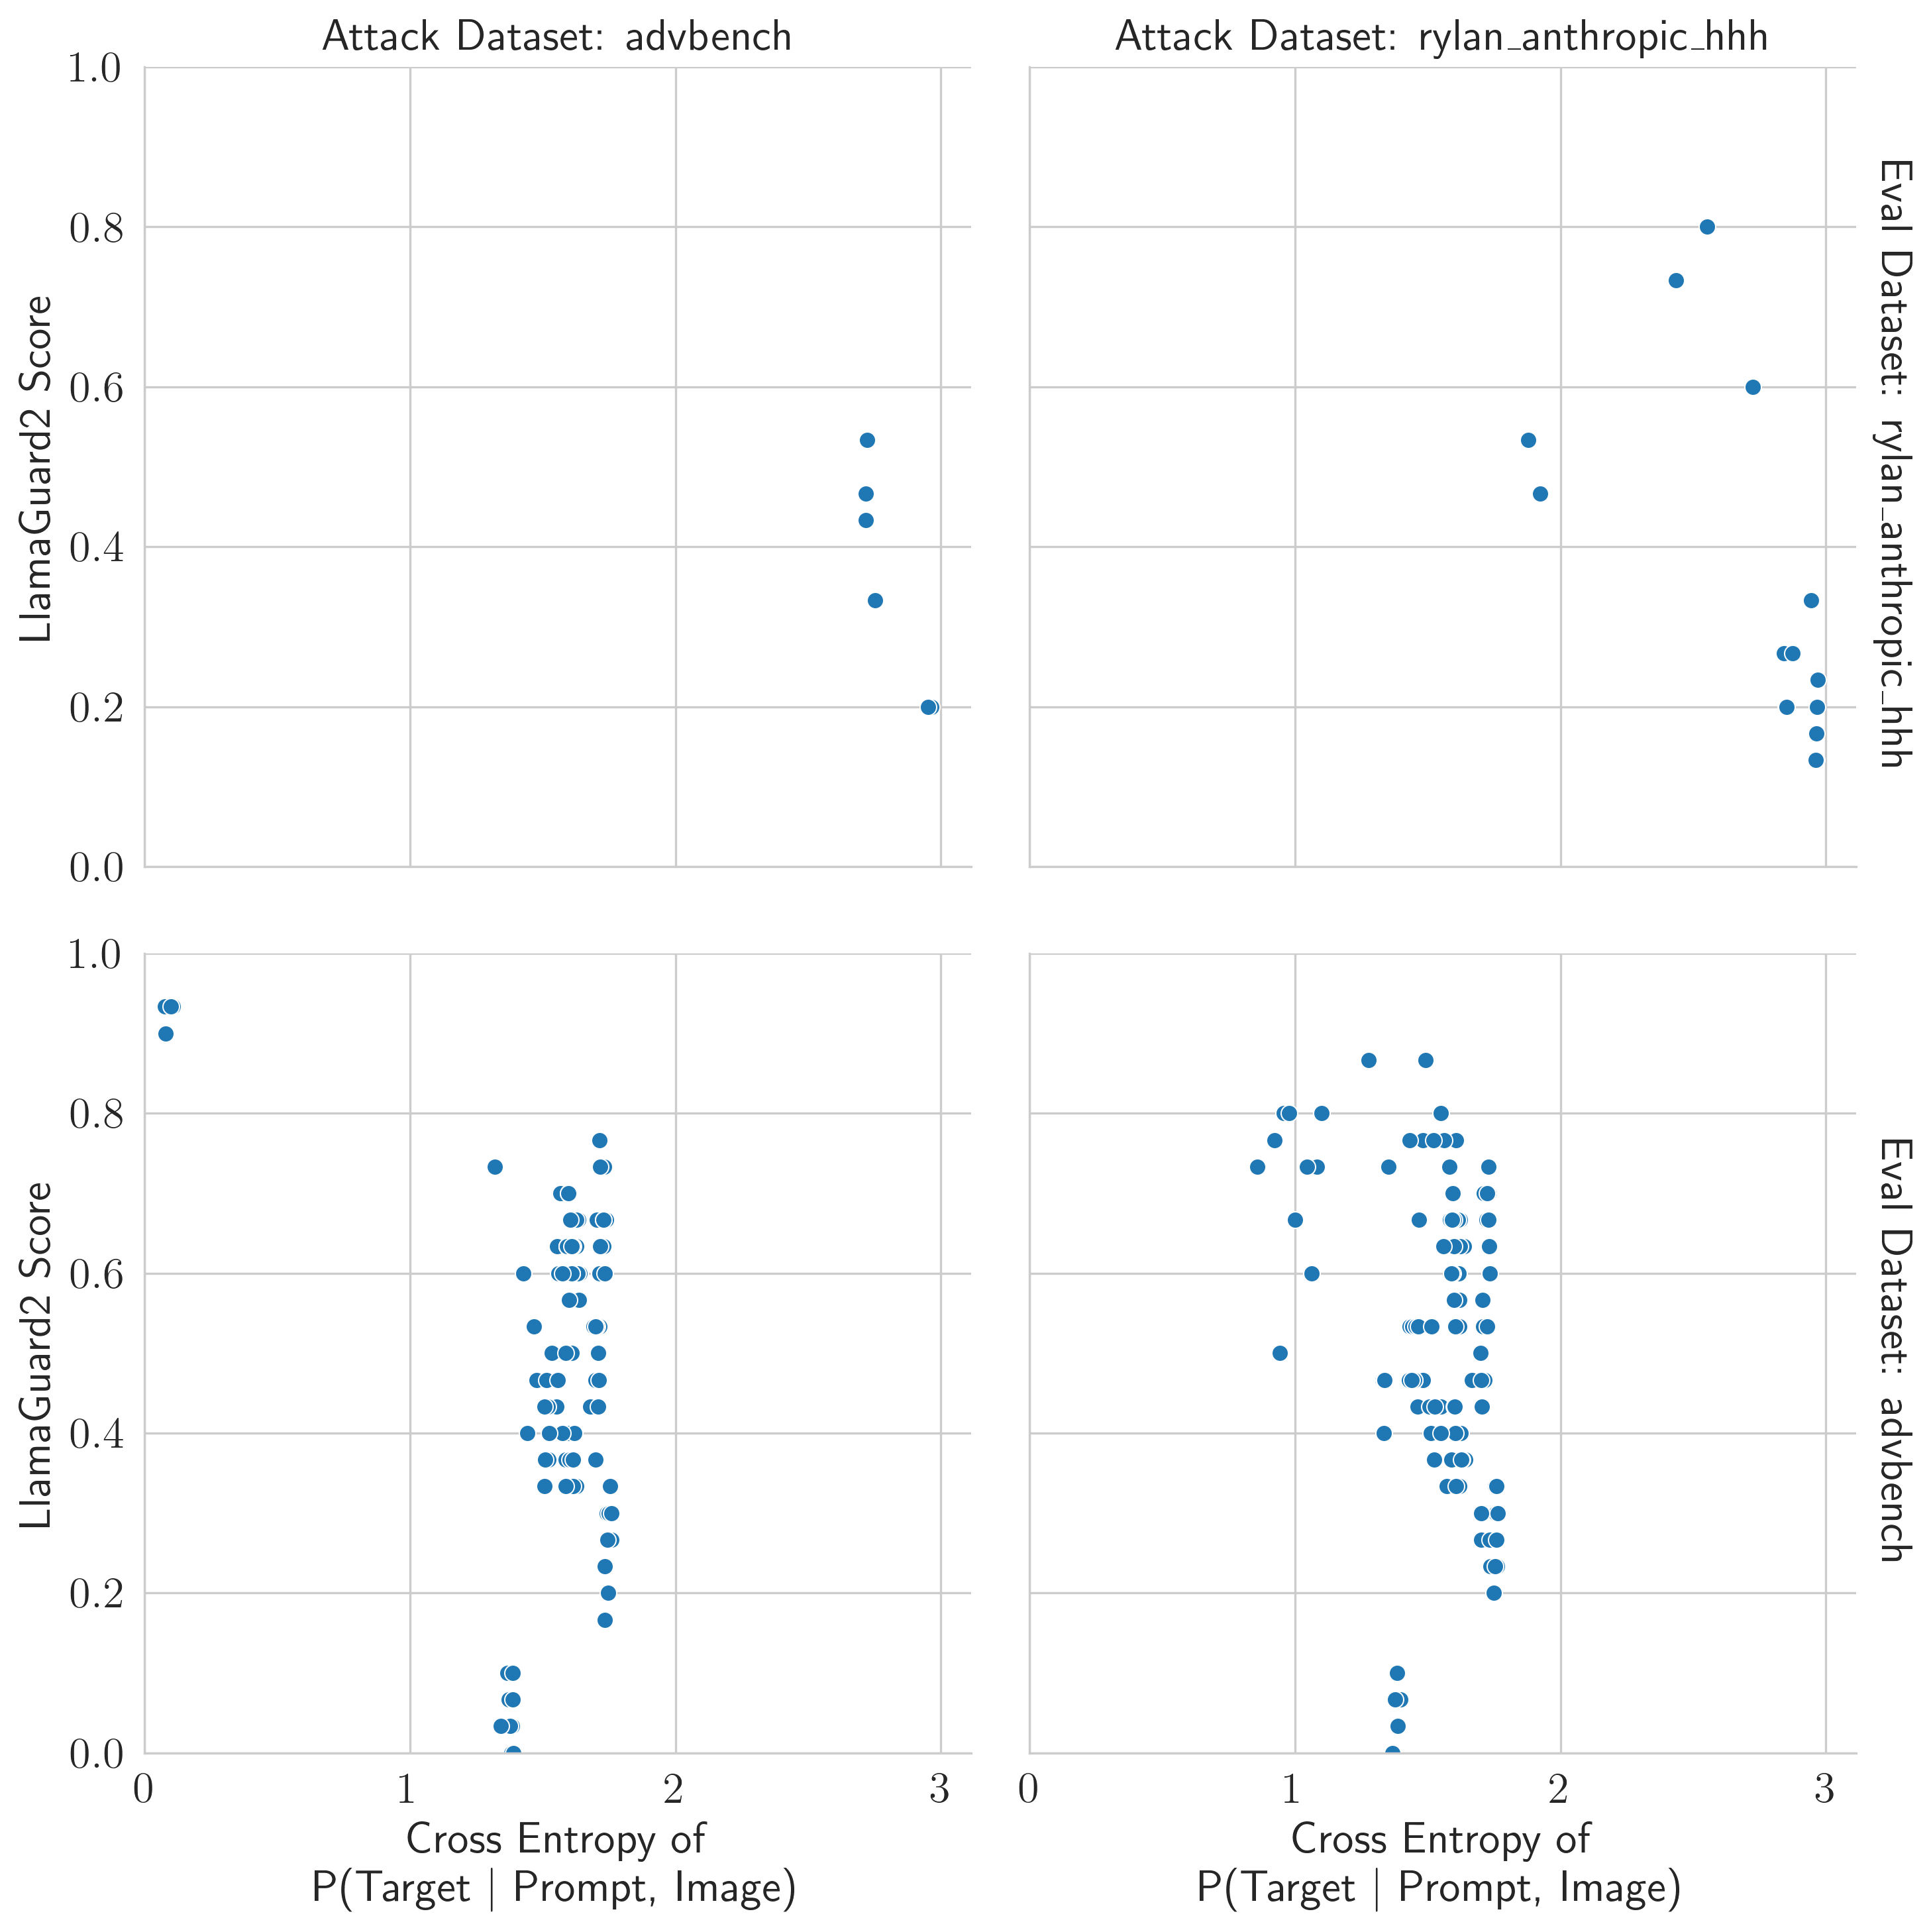 Attack Dataset: advbench
Attack Dataset: rylan_anthropic_hhh
1.0
0.8
0.6
0.4
0.2
0.0
LlamaGuard2 Score
Eval Dataset: rylan_anthropic_hhh
1.0
0.8
0.6
0.4
0.2
0.0
LlamaGuard2 Score
Eval Dataset: advbench
0 1 2 3
0 1 2 3
Cross Entropy of
P(Target | Prompt, Image)
Cross Entropy of
P(Target | Prompt, Image)